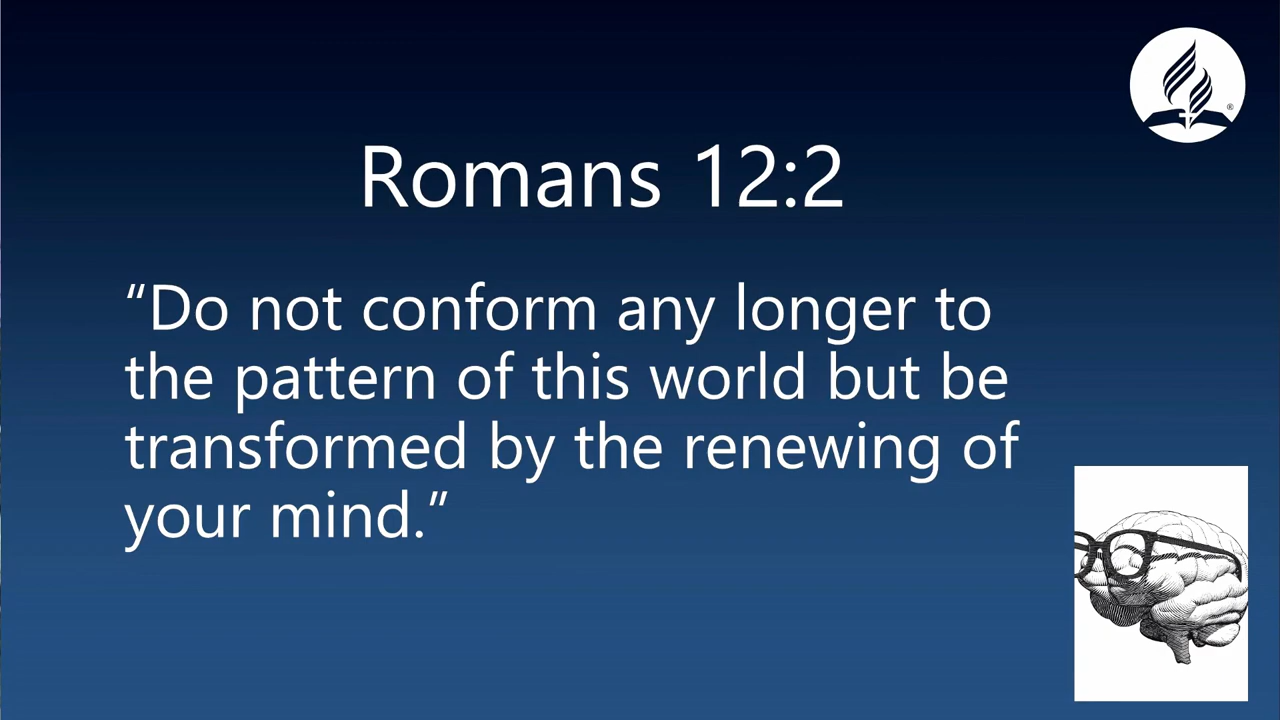 Romans 12:2
“Do not conform any longer to
the pattern of this world but be
transformed by the renewing of
your mind.”
®